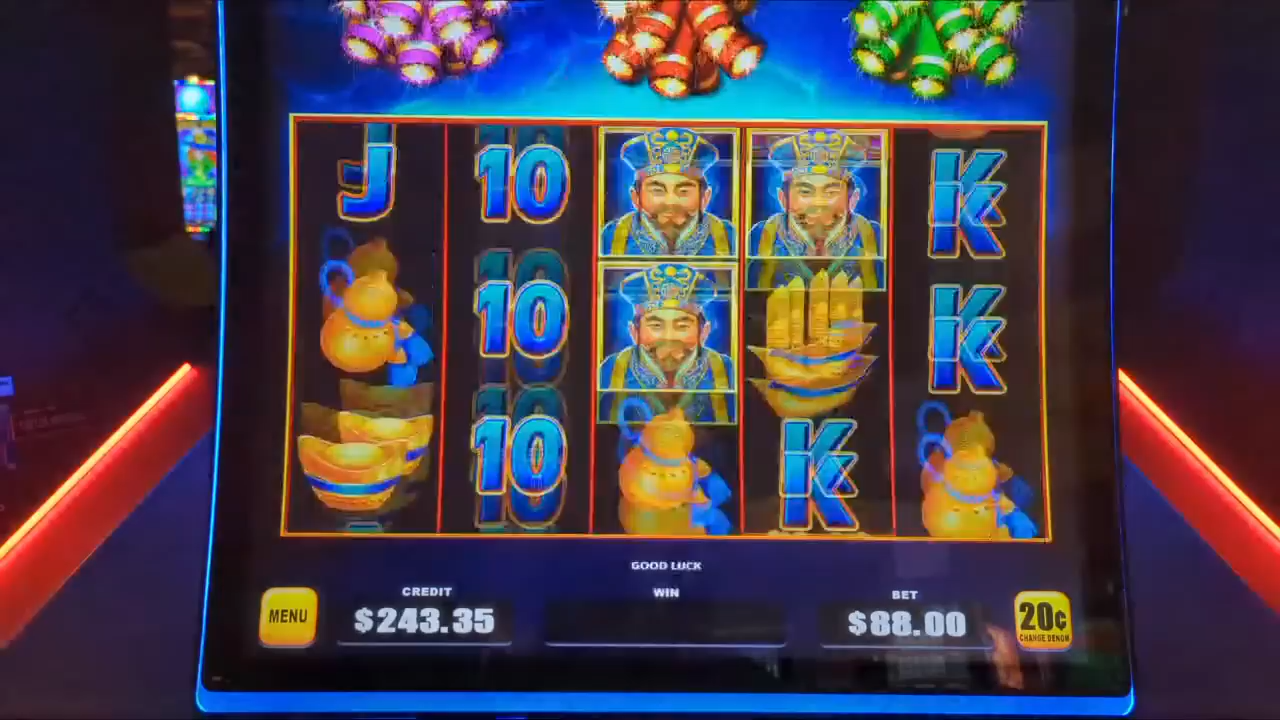 J 10 K
10 K
10 K
GOOD LUCK
MENU CREDIT WIN BET 20¢
$243.35 $88.00 CHANGE DENOM